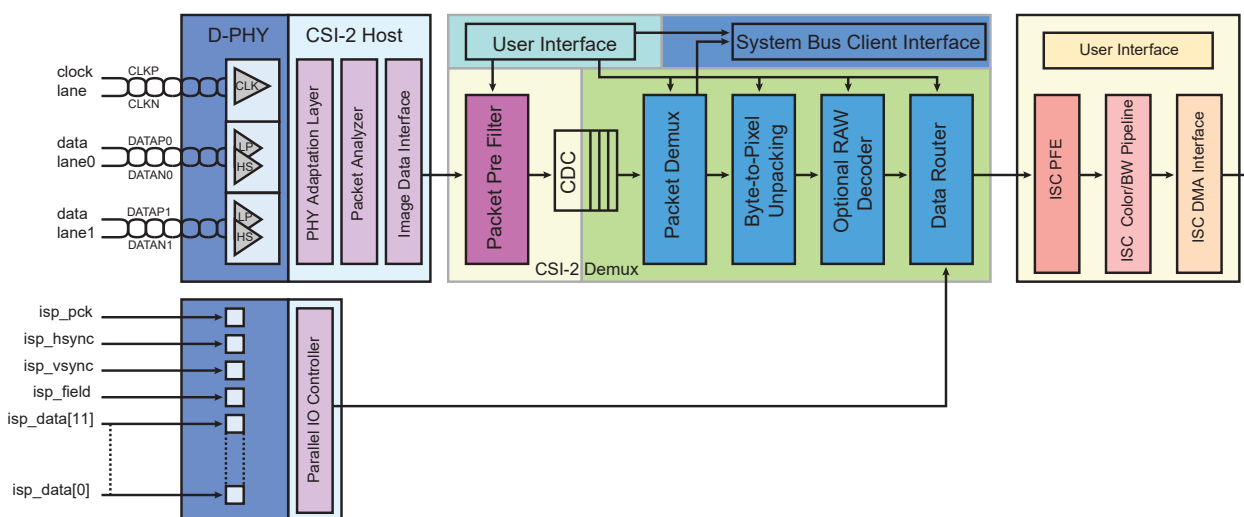 D-PHY
CSI-2 Host
clock
lane
CLKP
CLKN
CLK
data
lane0
DATAP0
DATAN0
LP
HS
data
lane1
DATAP1
DATAN1
LP
HS
PHY Adaptation Layer
Packet Analyzer
Image Data Interface
User Interface
System Bus Client Interface
Packet Pre Filter
CDC
Packet Demux
Byte-to-Pixel
Unpacking
Optional RAW
Decoder
Data Router
CSI-2 Demux
User Interface
ISC PFE
ISC Color/BW Pipeline
ISC DMA Interface
isp_pck
isp_hsync
isp_vsync
isp_field
isp_data[11]
isp_data[0]
Parallel IO Controller